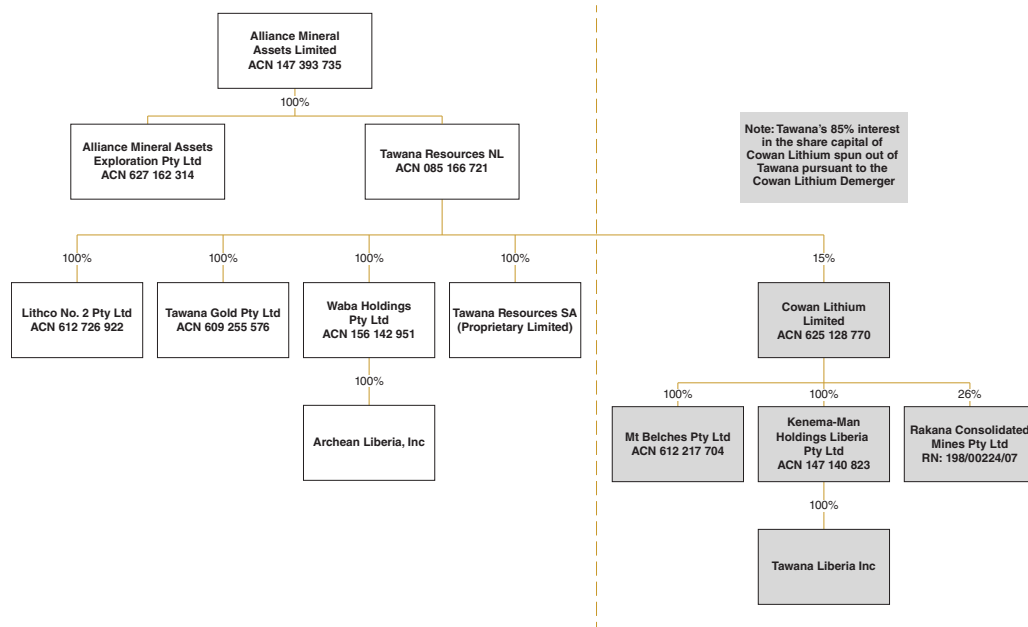 Alliance Mineral
Assets Limited
ACN 147 393 735
100%
Alliance Mineral Assets
Exploration Pty Ltd
ACN 627 162 314
Tawana Resources NL
ACN 085 166 721
Note: Tawana's 85% interest
in the share capital of
Cowan Lithium spun out of
Tawana pursuant to the
Cowan Lithium Demerger
100%
100%
100%
100%
15%
Lithco No. 2 Pty Ltd
ACN 612 726 922
Tawana Gold Pty Ltd
ACN 609 255 576
Waba Holdings
Pty Ltd
ACN 156 142 951
Tawana Resources SA
(Proprietary Limited)
Cowan Lithium
Limited
ACN 625 128 770
100%
Archean Liberia, Inc
100%
100%
26%
Mt Belches Pty Ltd
ACN 612 217 704
Kenema-Man
Holdings Liberia
Pty Ltd
ACN 147 140 823
Rakana Consolidated
Mines Pty Ltd
RN: 198/00224/07
100%
Tawana Liberia Inc